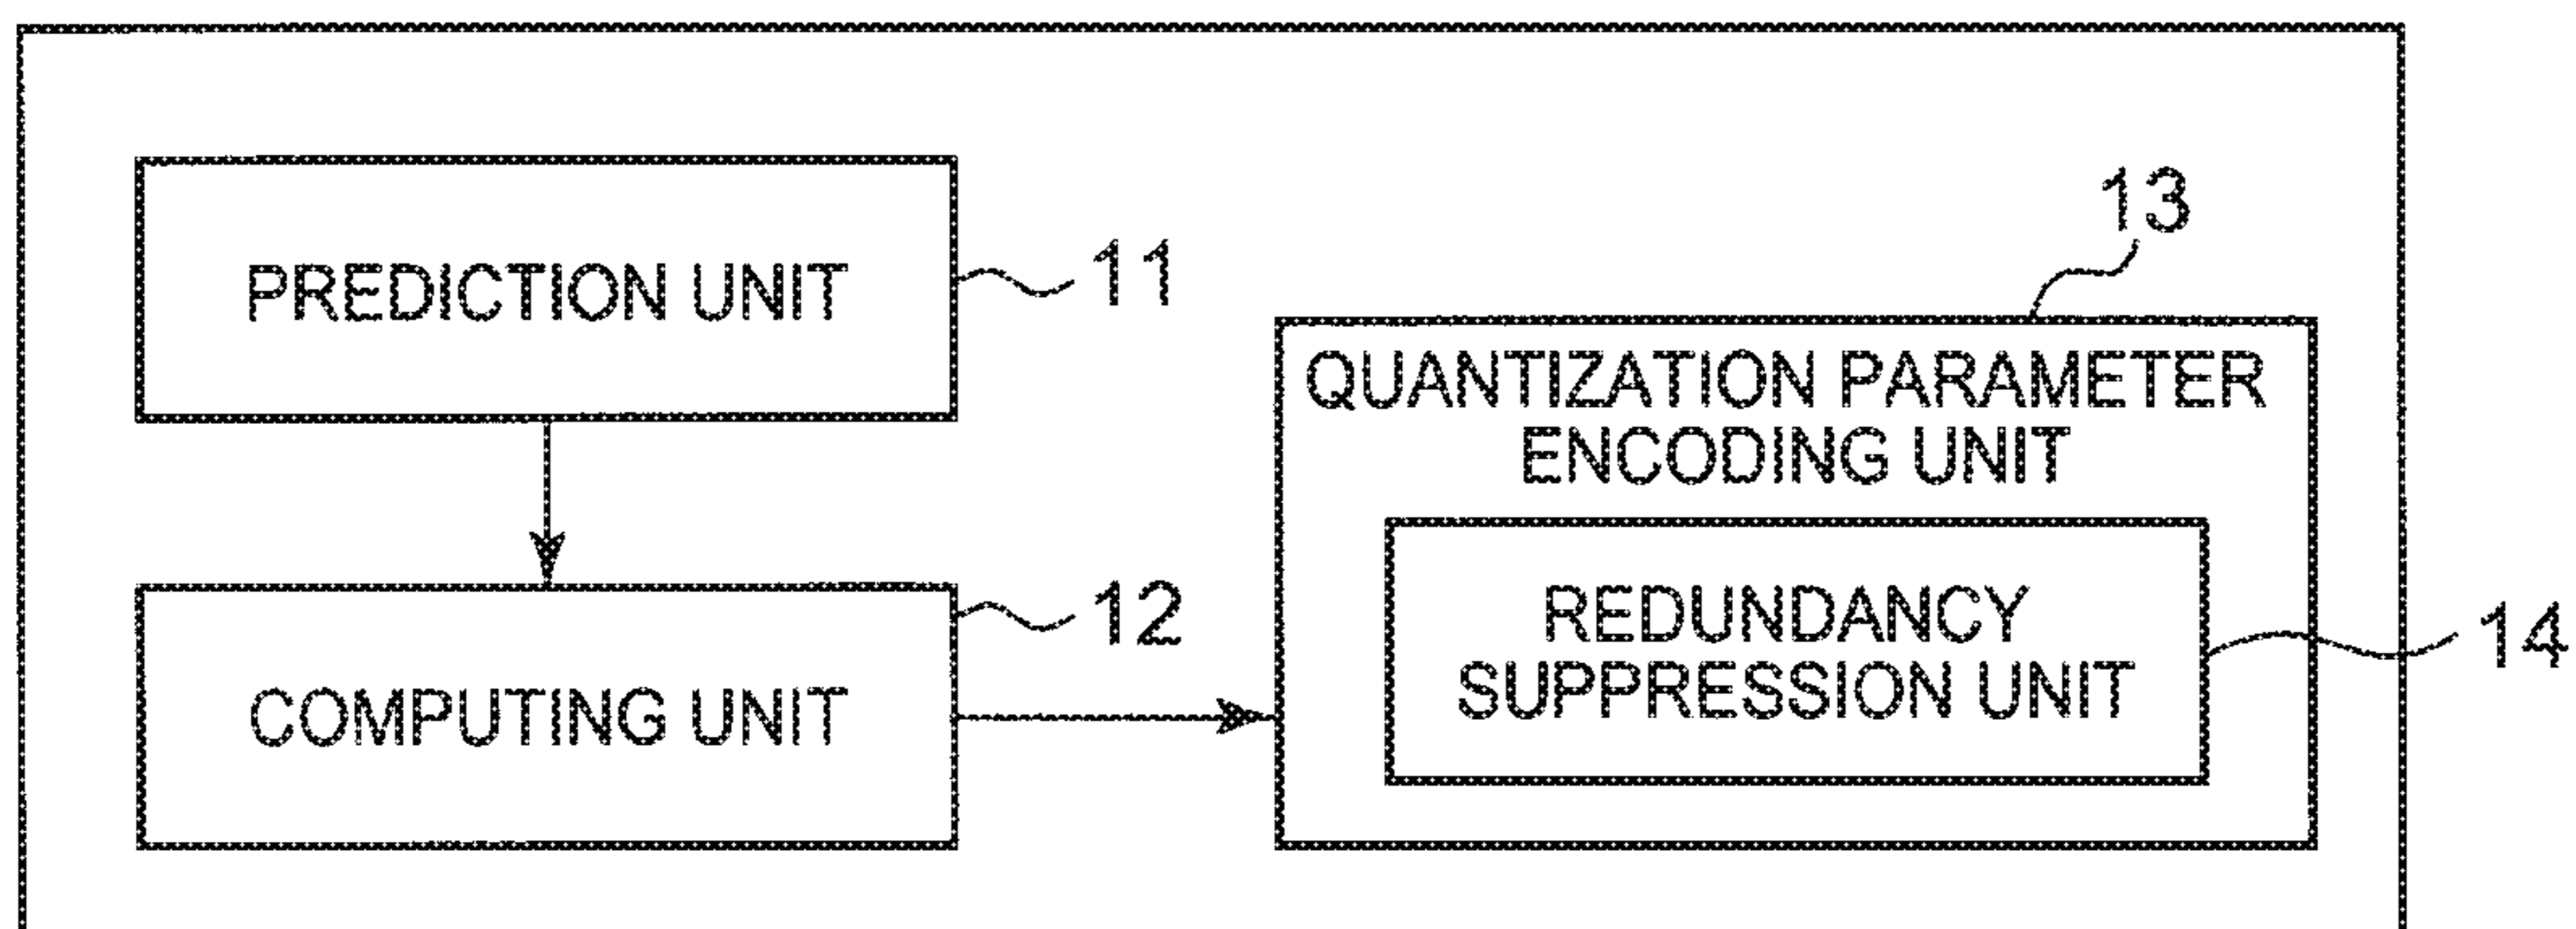 PREDICTION UNIT
11
13
QUANTIZATION PARAMETER
ENCODING UNIT
REDUNDANCY
SUPPRESSION UNIT
14
COMPUTING UNIT
12